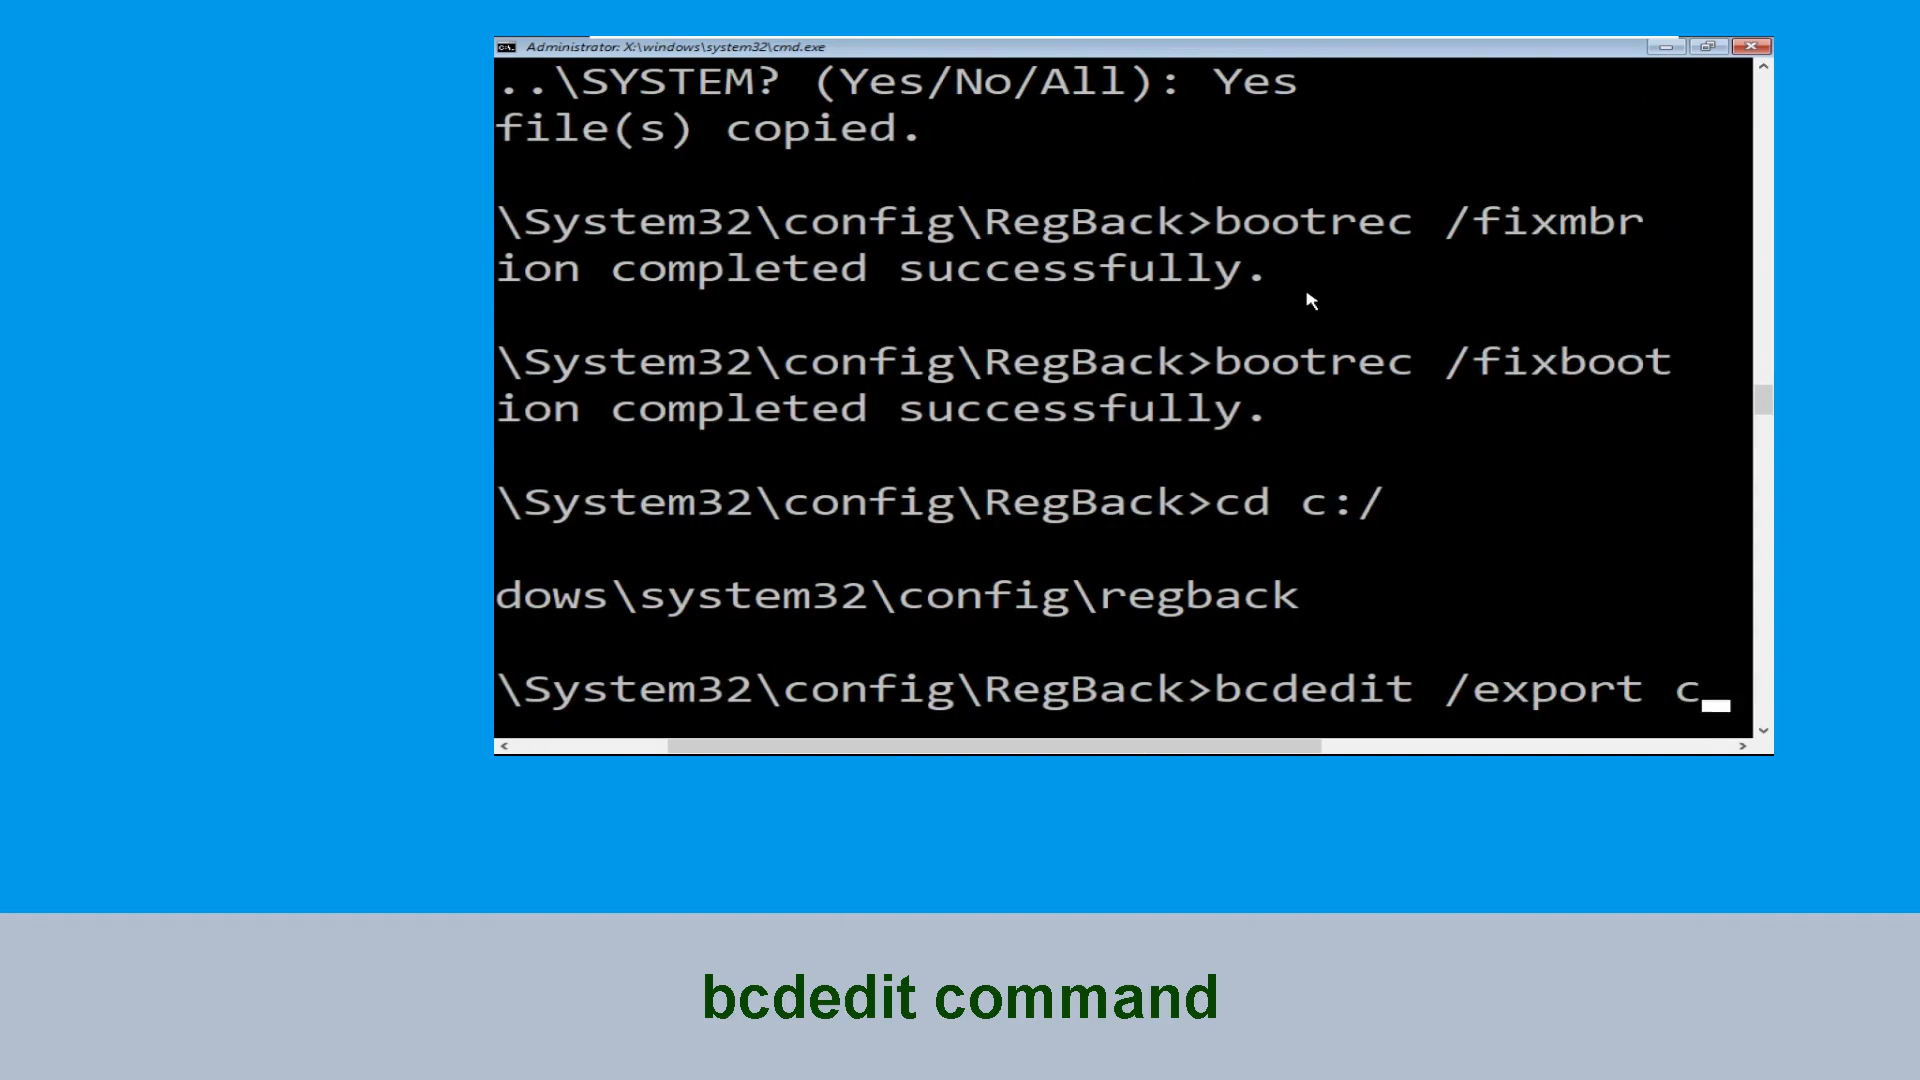 Administrator: X:\windows\system32\cmd.exe
..\SYSTEM? (Yes/No/All): Yes
file(s) copied.
\System32\config\RegBack>bootrec /fixmbr
ion completed successfully.
\System32\config\RegBack>bootrec /fixboot
ion completed successfully.
\System32\config\RegBack>cd c:/
dows\system32\config\regback
\System32\config\RegBack>bcdedit /export c
bcdedit command